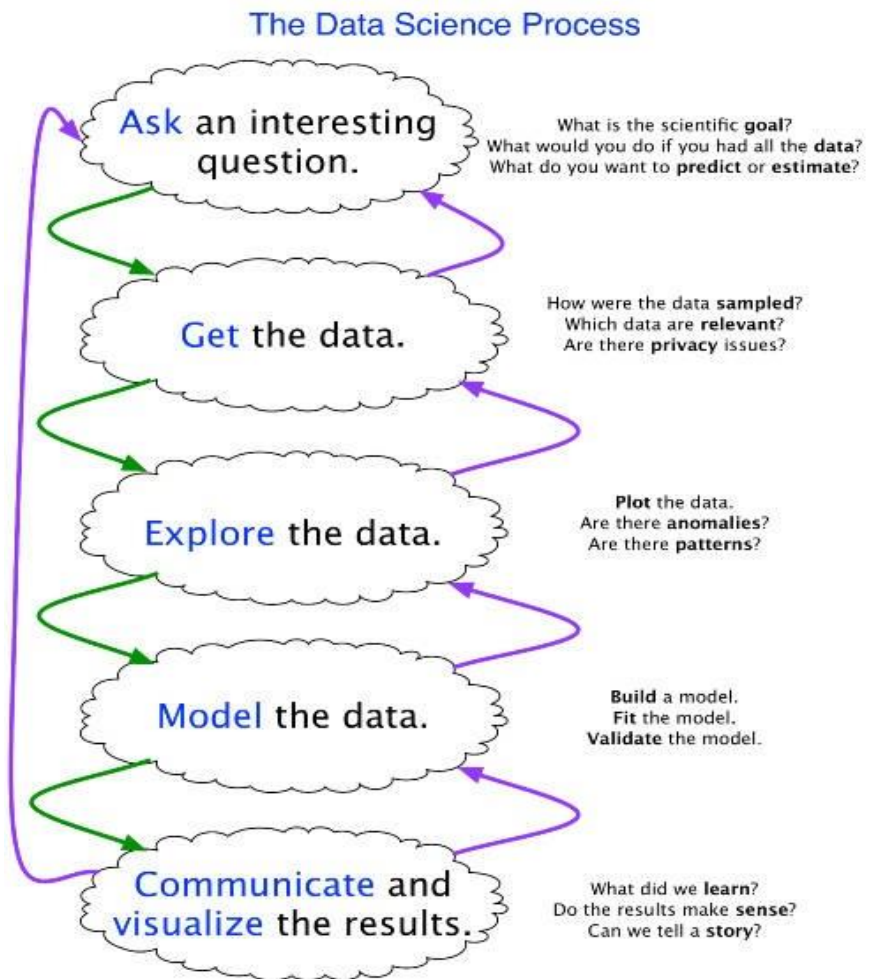 The Data Science Process
Ask an interesting
question.
What is the scientific goal?
What would you do if you had all the data?
What do you want to predict or estimate?
Get the data.
How were the data sampled?
Which data are relevant?
Are there privacy issues?
Explore the data.
Plot the data.
Are there anomalies?
Are there patterns?
Model the data.
Build a model.
Fit the model.
Validate the model.
Communicate and
visualize the results.
What did we learn?
Do the results make sense?
Can we tell a story?